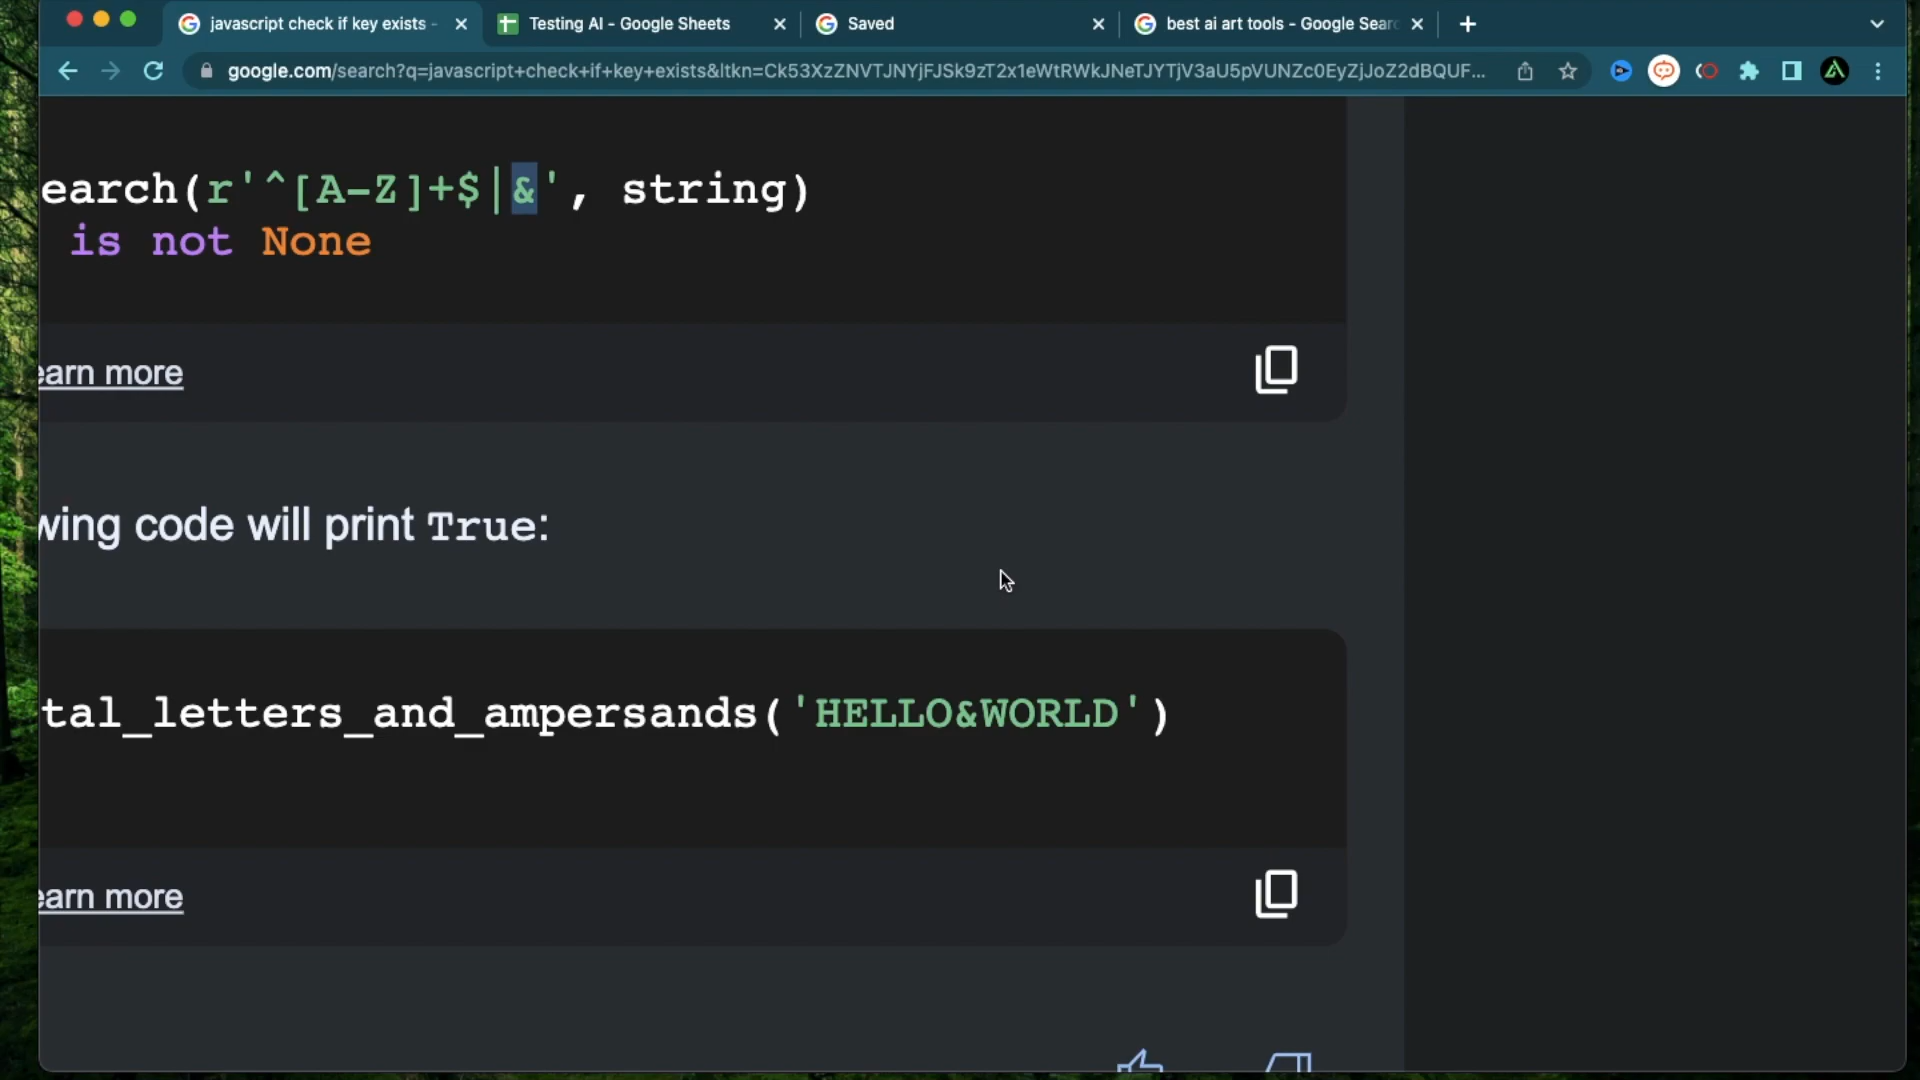 javascript check if key exists -
Testing AI - Google Sheets
Saved
best ai art tools - Google Sear
google.com/search?q=javascript+check+if+key+exists&ltkn=Ck53XzZNVTJNYjFJSk9zT2x1eWtRWkJNeTJYTjV3aU5pVUNZc0EyZjJoZ2dBQUF...
earch(r'^[A-Z]+$|&', string)
is not None
earn more
wing code will print True:
tal_letters_and_ampersands('HELLO&WORLD')
earn more